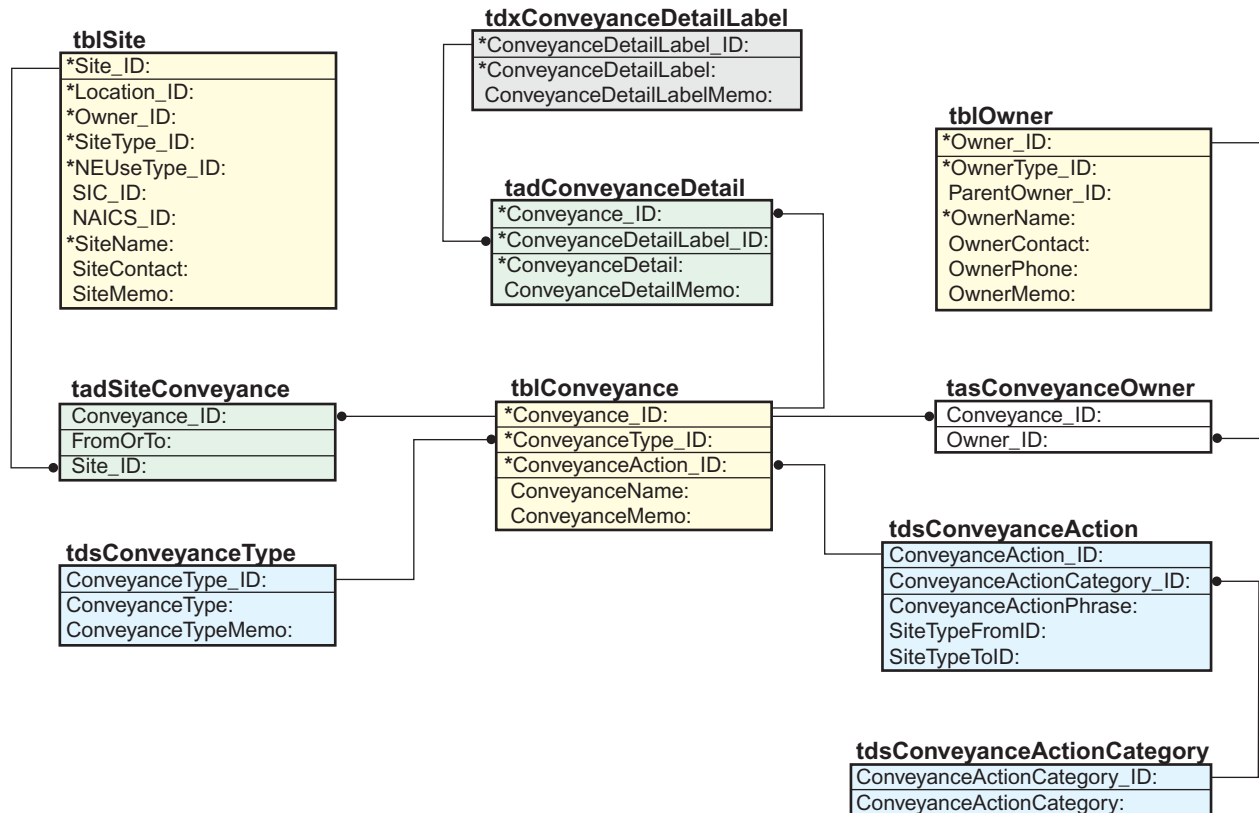 tblSite
*Site_ID:
*Location_ID:
*Owner_ID:
*SiteType_ID:
*NEUseType_ID:
SIC_ID:
NAICS_ID:
*SiteName:
SiteContact:
SiteMemo:
tdxConveyanceDetailLabel
*ConveyanceDetailLabel_ID:
*ConveyanceDetailLabel:
ConveyanceDetailLabelMemo:
tadConveyanceDetail
*Conveyance_ID:
*ConveyanceDetailLabel_ID:
*ConveyanceDetail:
ConveyanceDetailMemo:
tblOwner
*Owner_ID:
*OwnerType_ID:
ParentOwner_ID:
*OwnerName:
OwnerContact:
OwnerPhone:
OwnerMemo:
tadSiteConveyance
Conveyance_ID:
FromOrTo:
Site_ID:
tblConveyance
*Conveyance_ID:
*ConveyanceType_ID:
*ConveyanceAction_ID:
ConveyanceName:
ConveyanceMemo:
tasConveyanceOwner
Conveyance_ID:
Owner_ID:
tdsConveyanceType
ConveyanceType_ID:
ConveyanceType:
ConveyanceTypeMemo:
tdsConveyanceAction
ConveyanceAction_ID:
ConveyanceActionCategory_ID:
ConveyanceActionPhrase:
SiteTypeFromID:
SiteTypeToID:
tdsConveyanceActionCategory
ConveyanceActionCategory_ID:
ConveyanceActionCategory: